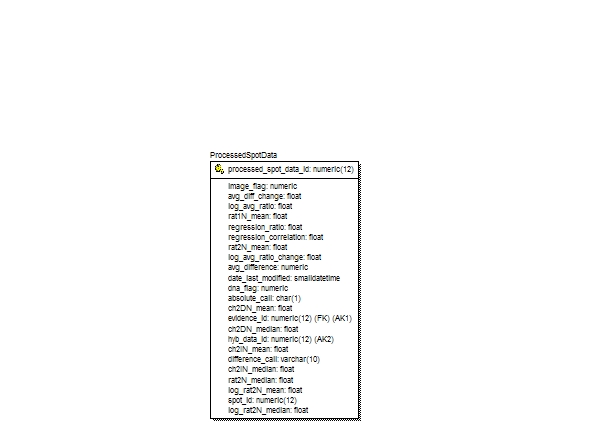 ProcessedSpotData
processed_spot_data_id: numeric(12)
image_flag: numeric
avg_diff_change: float
log_avg_ratio: float
rat1N_mean: float
regression_ratio: float
regression_correlation: float
rat2N_mean: float
log_avg_ratio_change: float
avg_difference: numeric
date_last_modified: smalldatetime
dna_flag: numeric
absolute_call: char(1)
ch2DN_mean: float
evidence_id: numeric(12) (FK) (AK1)
ch2DN_median: float
hyb_data_id: numeric(12) (AK2)
ch2IN_mean: float
difference_call: varchar(10)
ch2IN_median: float
rat2N_median: float
log_rat2N_mean: float
spot_id: numeric(12)
log_rat2N_median: float